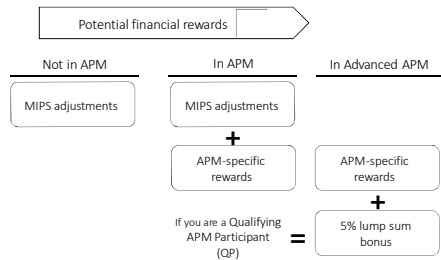 Potential financial rewards
Not in APM
In APM
In Advanced APM
MIPS adjustments
MIPS adjustments
+
APM-specific
rewards
APM-specific
rewards
+
If you are a Qualifying
APM Participant
(QP)
=
5% lump sum
bonus